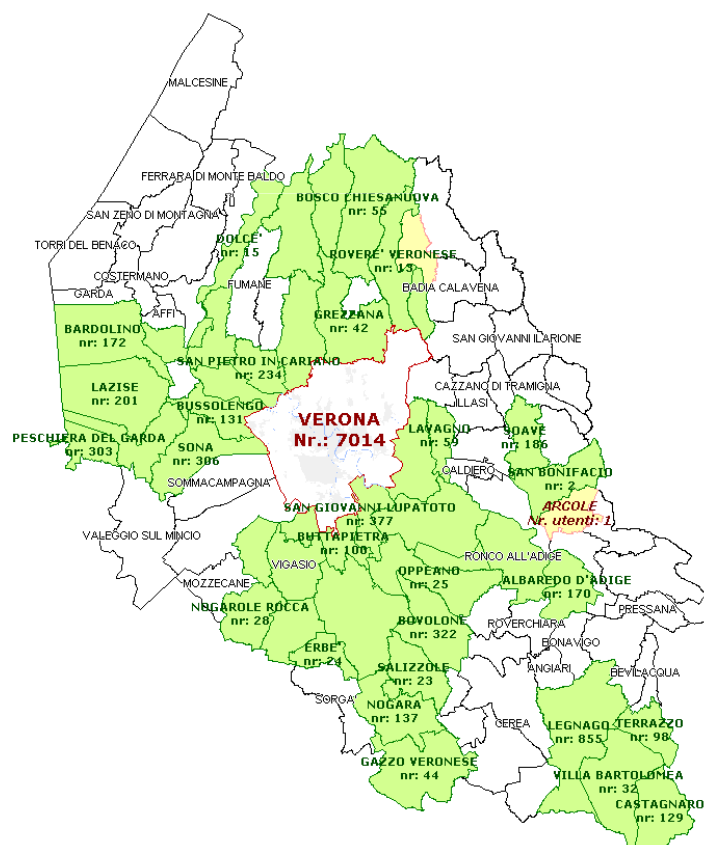 MALCESINE
FERRARA DI MONTE BALDO
BOSCO CHIESANUOVA
nr: 55
SAN ZENO DI MONTAGNA
DOLCE'
nr: 15
TORRI DEL BENACO
ROVERE' VERONESE
nr: 13
COSTERMANO
FUMANE
BADIA CALAVENA
GARDA
AFFI
GREZZANA
nr: 42
BARDOLINO
nr: 172
SAN GIOVANNI ILARIONE
SAN PIETRO IN CARIANO
nr: 234
LAZISE
nr: 201
CAZZANO DI TRAMIGNA
ILLASI
BUSSOLENGO
nr: 131
VERONA
Nr.: 7014
LAVAGNO
nr: 59
SOAVE
nr: 186
PESCHIERA DEL GARDA
nr: 303
SONA
nr: 306
CALDIERO
SAN BONIFACIO
nr: 2
SOMMACAMPAGNA
ARCOLE
Nr. utenti: 1
SAN GIOVANNI LUPATOTO
nr: 377
VALEGGIO SUL MINCIO
BUTTAPIETRA
nr: 100
RONCO ALL'ADIGE
VIGASIO
OPPEANO
nr: 25
MOZZECANE
ALBAREDO D'ADIGE
nr: 170
NOGAROLE ROCCA
nr: 28
PRESSANA
BOVOLONE
nr: 322
ROVERCHIARA
BONAVIGO
ERBE'
nr: 24
SALIZZOLE
nr: 23
ANGIARI
BEVILACQUA
SORGA'
NOGARA
nr: 137
CEREA
LEGNAGO
nr: 855
TERRAZZO
nr: 98
GAZZO VERONESE
nr: 44
VILLA BARTOLOMEA
nr: 32
CASTAGNARO
nr: 129